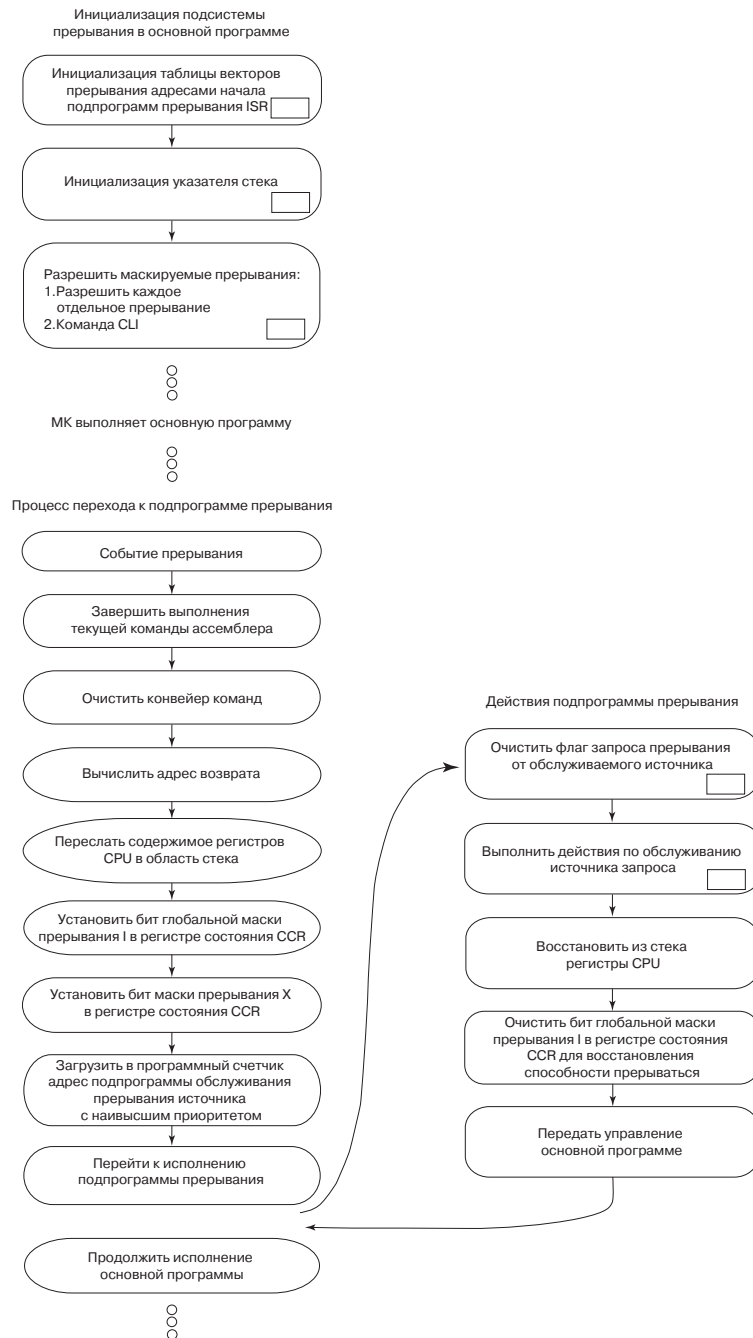 Инициализация подсистемы
прерывания в основной программе
Инициализация таблицы векторов
прерывания адресами начала
подпрограмм прерывания ISR
Инициализация указателя стека
Разрешить маскируемые прерывания:
1.Разрешить каждое
отдельное прерывание
2.Команда CLI
МК выполняет основную программу
Процесс перехода к подпрограмме прерывания
Событие прерывания
Завершить выполнения
текущей команды ассемблера
Очистить конвейер команд
Вычислить адрес возврата
Переслать содержимое регистров
CPU в область стека
Установить бит глобальной маски
прерывания I в регистре состояния CCR
Установить бит маски прерывания X
в регистре состояния CCR
Загрузить в программный счетчик
адрес подпрограммы обслуживания
прерывания источника
с наивысшим приоритетом
Перейти к исполнению
подпрограммы прерывания
Продолжить исполнение
основной программы
Действия подпрограммы прерывания
Очистить флаг запроса прерывания
от обслуживаемого источника
Выполнить действия по обслуживанию
источника запроса
Восстановить из стека
регистры CPU
Очистить бит глобальной маски
прерывания I в регистре состояния
CCR для восстановления
способности прерываться
Передать управление
основной программе